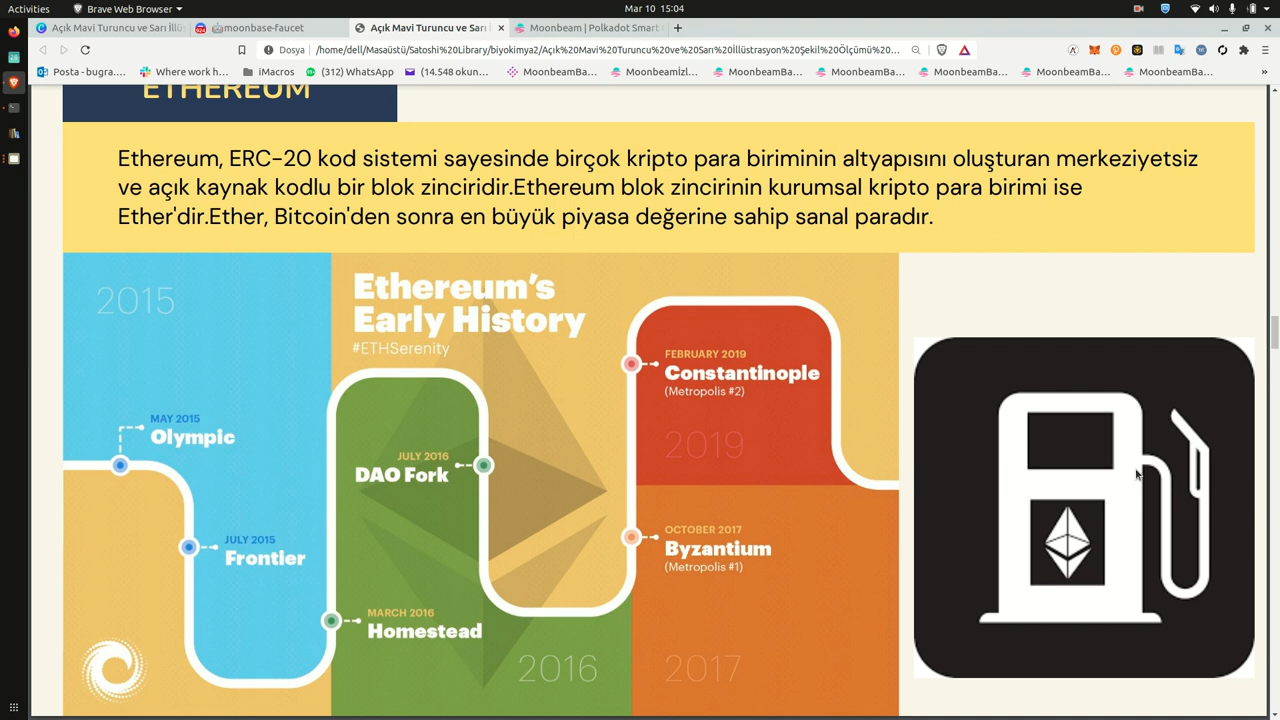 Activities
Brave Web Browser
Mar 10 15:04
Açık Mavi Turuncu ve Sarı İllüs
@moonbase-faucet
Açık Mavi Turuncu ve Sarı İ
Moonbeam | Polkadot Smart C
Dosya
/home/dell/Masaüstü/Satoshi%20Library/biyokimya2/Açık%20Mavi%20Turuncu%20ve%20Sarı%20İllüstrasyon%20Şekil%20Ölçümü%20...
Posta - bugra....
Where work h...
iMacros
(312) WhatsApp
(14.548 okun...
MoonbeamBa...
Moonbeamİzl...
MoonbeamBa...
MoonbeamBa...
MoonbeamBa...
MoonbeamBa...
MoonbeamBa...
»
ETHEREUM
Ethereum, ERC-20 kod sistemi sayesinde birçok kripto para biriminin altyapısını oluşturan merkeziyetsiz
ve açık kaynak kodlu bir blok zinciridir.Ethereum blok zincirinin kurumsal kripto para birimi ise
Ether'dir.Ether, Bitcoin'den sonra en büyük piyasa değerine sahip sanal paradır.
2015
Ethereum's
Early History
#ETHSerenity
MAY 2015
Olympic
JULY 2015
Frontier
MARCH 2016
Homestead
JULY 2016
DAO Fork
2016
OCTOBER 2017
Byzantium
(Metropolis #1)
2017
FEBRUARY 2019
Constantinople
(Metropolis #2)
2019